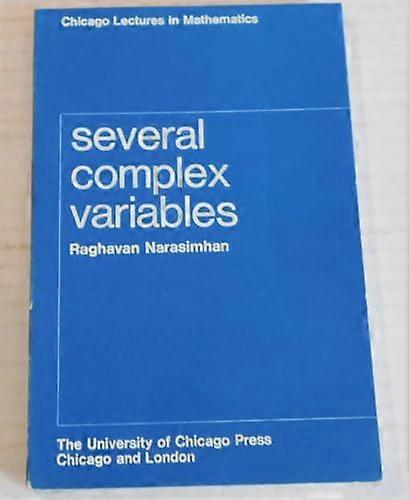 Chicago Lectures in Mathematics
several
complex
variables
Raghavan Narasimhan
The University of Chicago Press
Chicago and London